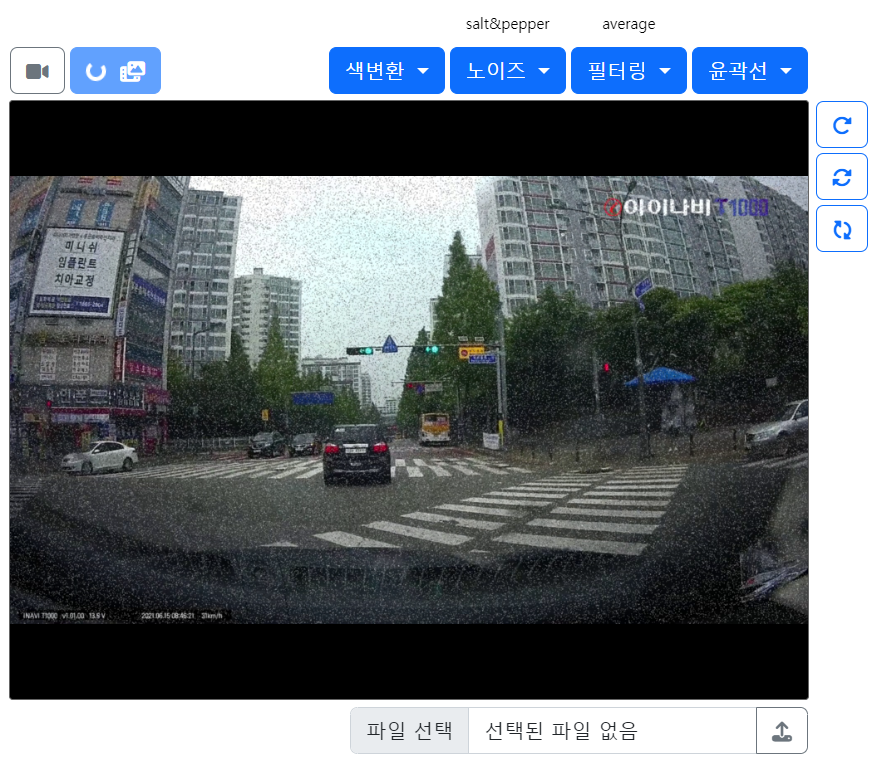 salt&pepper
average
색변환
노이즈
필터링
윤곽선
아이나비 T1000
미니쉬
임플란트
치아교정
INAVI T1000 v1.01.00 13.9 V 2021.06.15 08:46:21 31km/h
파일 선택
선택된 파일 없음